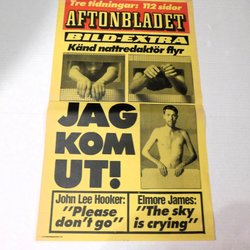 Tre tidningar: 112 sidor
AFTONBLADET
BILD-EXTRA
Känd nattredaktör flyr
JAG
KOM
UT!
John Lee Hooker:
"Please
don't go"
Elmore James:
"The sky
is crying"